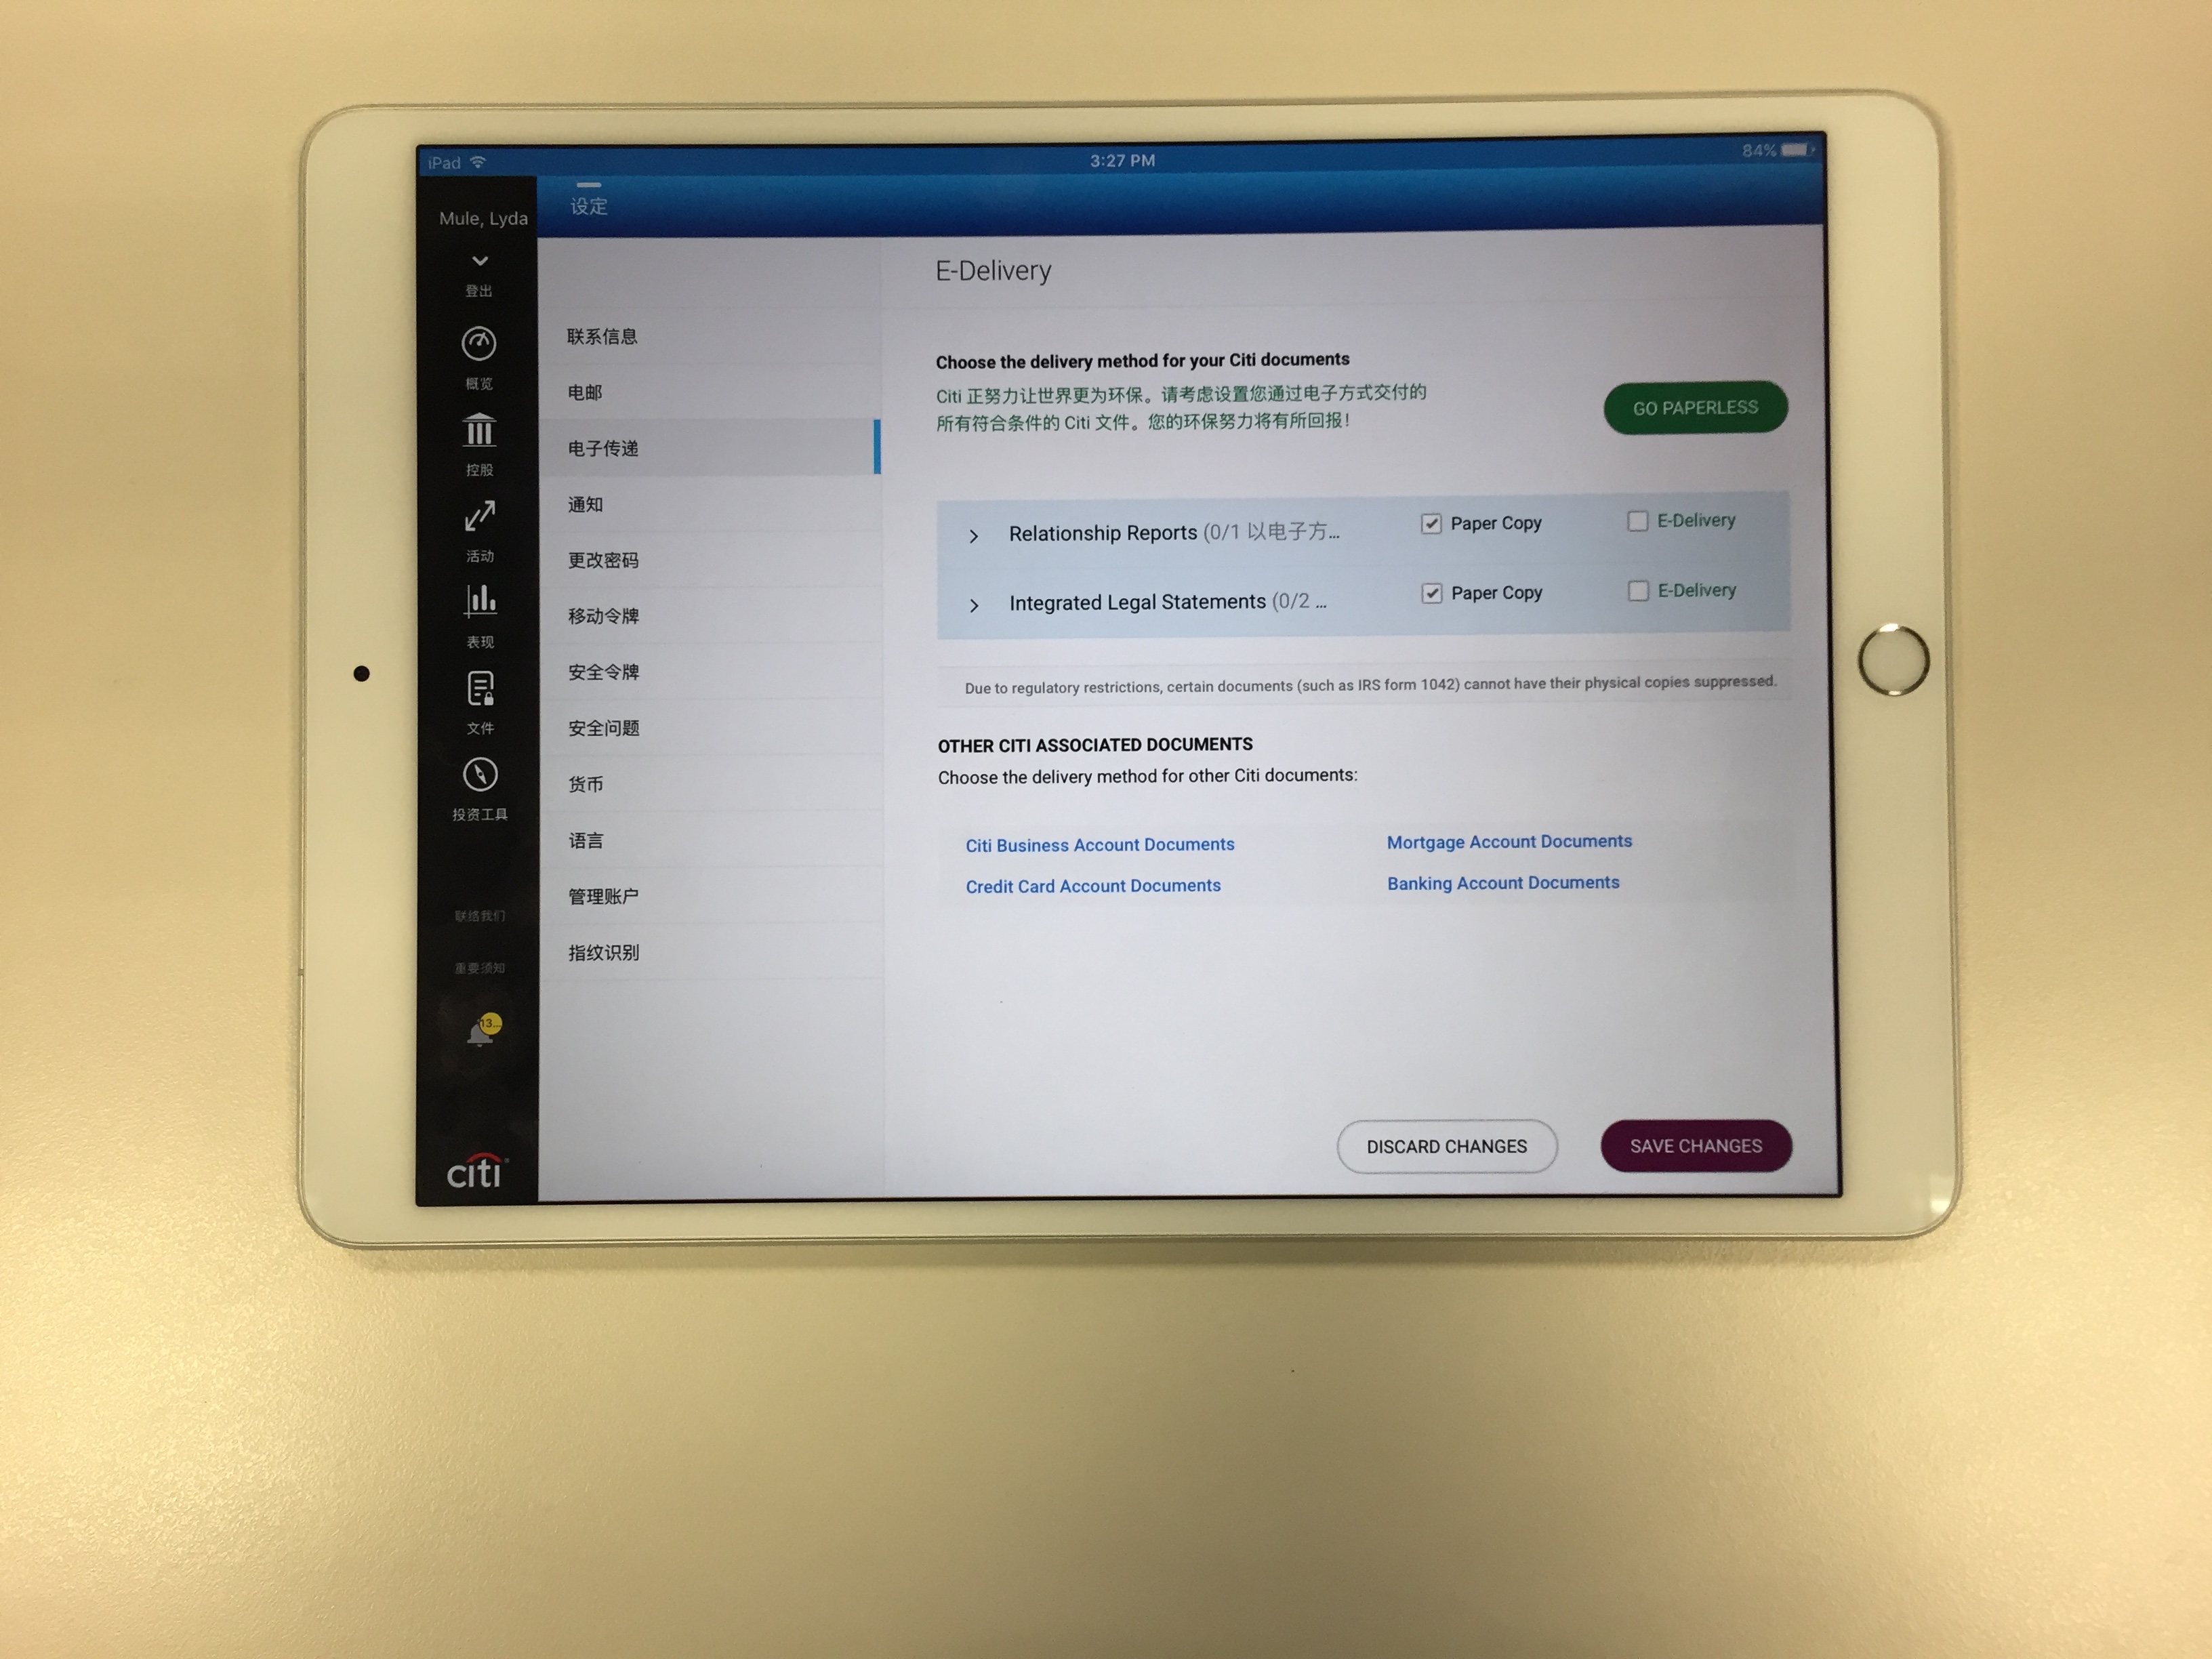 iPad
3:27 PM
84%
Mule, Lyda
登出
概览
控股
活动
表现
文件
投资工具
联络我们
重要须知
13...
citi
设定
联系信息
电邮
电子传递
通知
更改密码
移动令牌
安全令牌
安全问题
货币
语言
管理账户
指纹识别
E-Delivery
Choose the delivery method for your Citi documents
Citi 正努力让世界更为环保。请考虑设置您通过电子方式交付的
所有符合条件的 Citi 文件。您的环保努力将有所回报！
GO PAPERLESS
Relationship Reports (0/1 以电子方... Paper Copy E-Delivery
Integrated Legal Statements (0/2 ... Paper Copy E-Delivery
Due to regulatory restrictions, certain documents (such as IRS form 1042) cannot have their physical copies suppressed.
OTHER CITI ASSOCIATED DOCUMENTS
Choose the delivery method for other Citi documents:
Citi Business Account Documents Mortgage Account Documents
Credit Card Account Documents Banking Account Documents
DISCARD CHANGES SAVE CHANGES